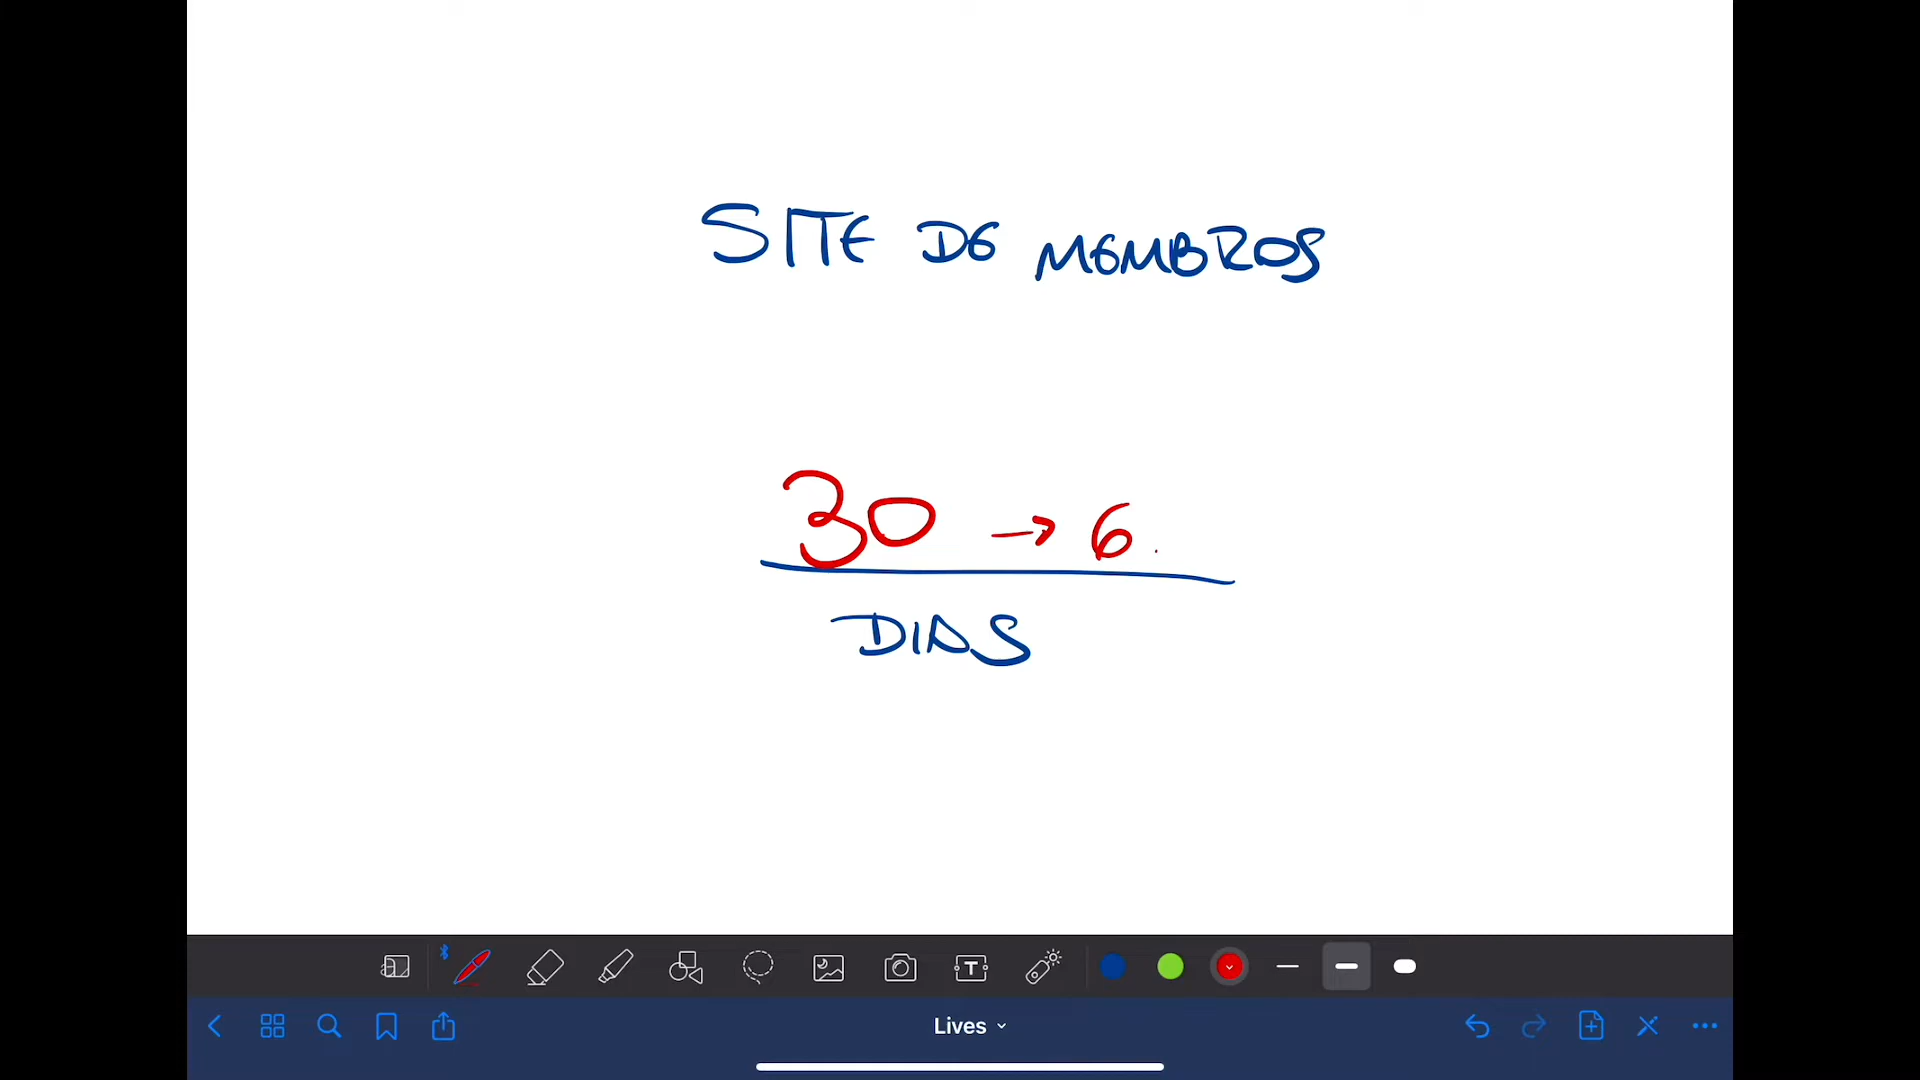 SITE DE MEMBROS
30 → 6.
DIAS
T
Lives